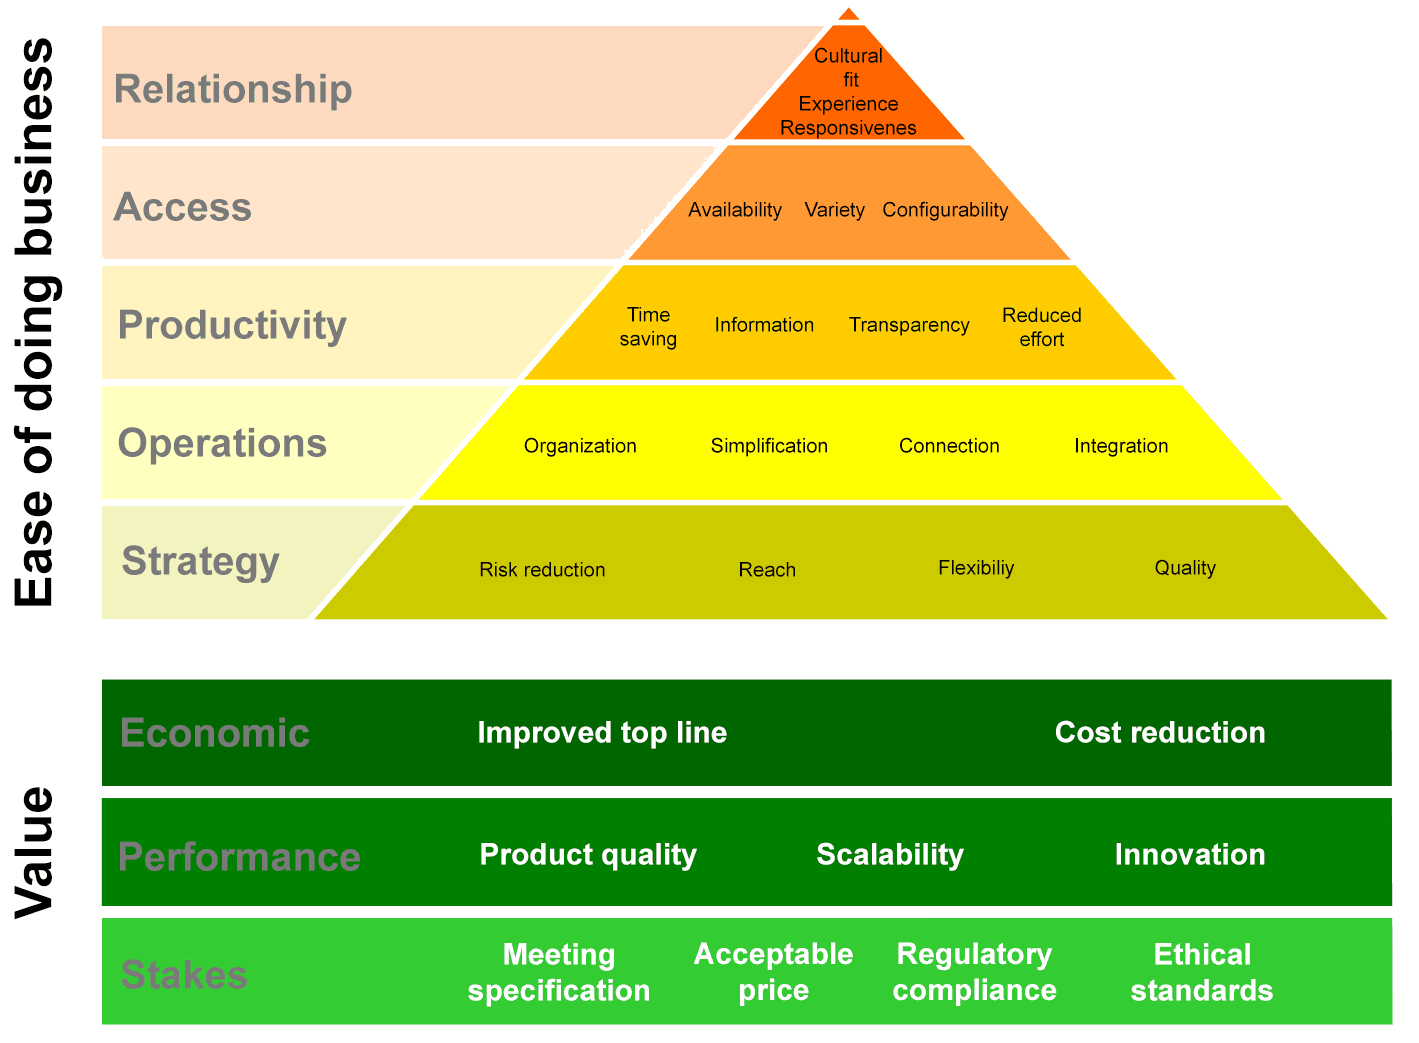 Ease of doing business
Relationship
Cultural
fit
Experience
Responsivenes
Access
Availability Variety Configurability
Productivity
Time
saving
Information
Transparency
Reduced
effort
Operations
Organization Simplification Connection Integration
Strategy
Risk reduction Reach Flexibiliy Quality
Value
Economic
Improved top line Cost reduction
Performance
Product quality Scalability Innovation
Stakes
Meeting
specification
Acceptable
price
Regulatory
compliance
Ethical
standards